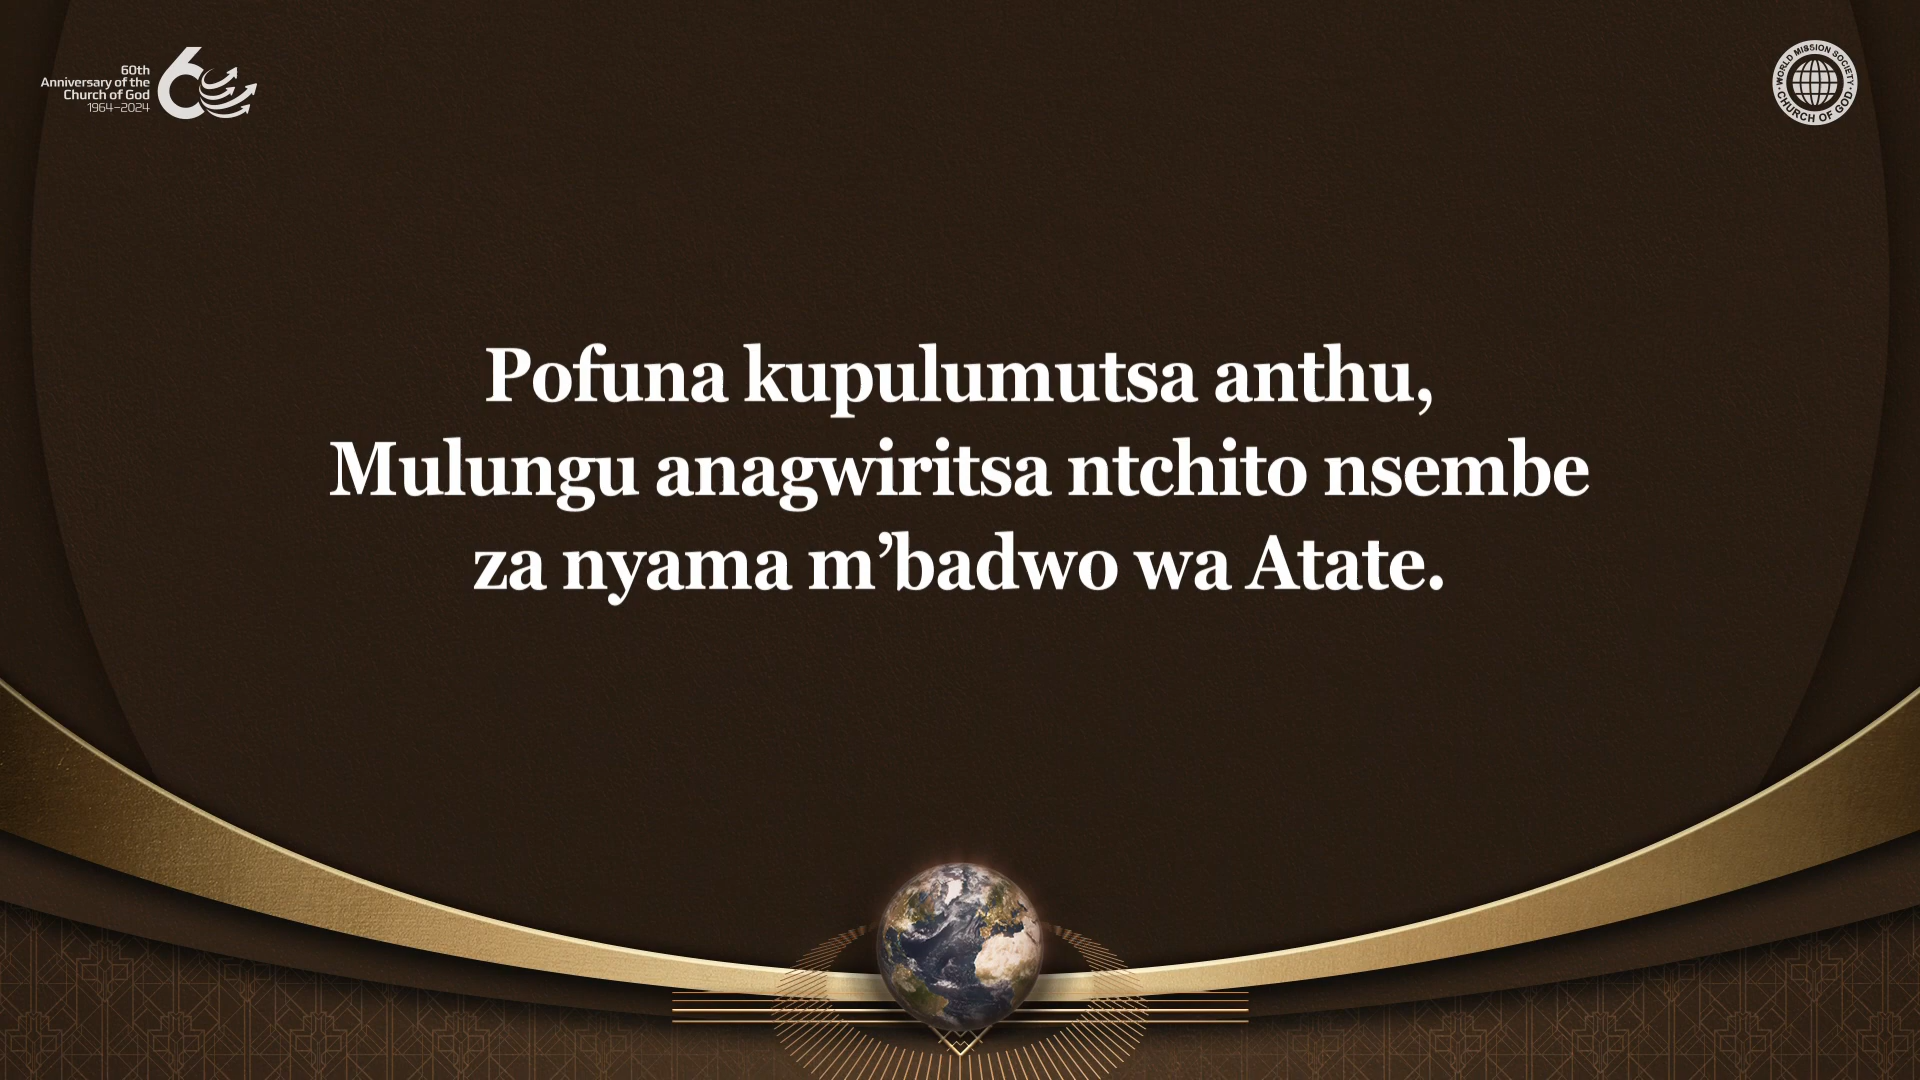 60th
Anniversary of the
Church of God
1964–2024
60
WORLD MISSION SOCIETY
CHURCH OF GOD
Pofuna kupulumutsa anthu,
Mulungu anagwiritsa ntchito nsembe
za nyama m’badwo wa Atate.